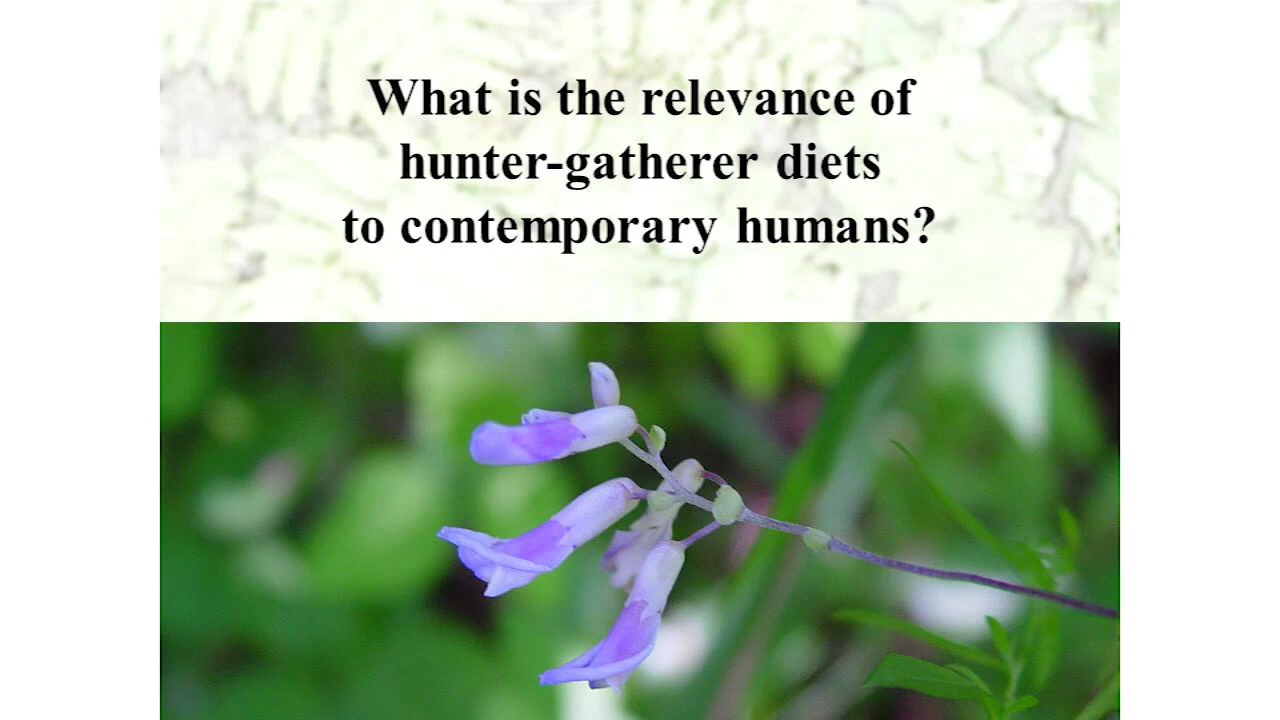 What is the relevance of
hunter-gatherer diets
to contemporary humans?